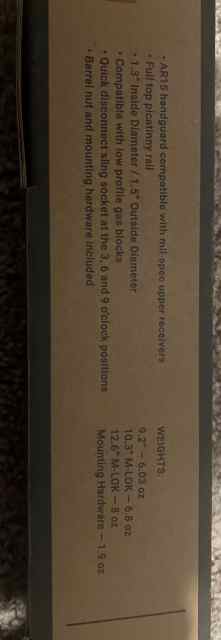 • AR15 handguard compatible with mil-spec upper receivers
• Full top picatinny rail
• 1.3" Inside Diameter / 1.5" Outside Diameter
• Compatible with low profile gas blocks
• Quick disconnect sling socket at the 3, 6 and 9 o'clock positions
• Barrel nut and mounting hardware included
WEIGHTS:
9.2" – 6.03 oz
10.3" M-LOK – 6.8 oz
12.6" M-LOK – 8 oz
Mounting Hardware – 1.9 oz